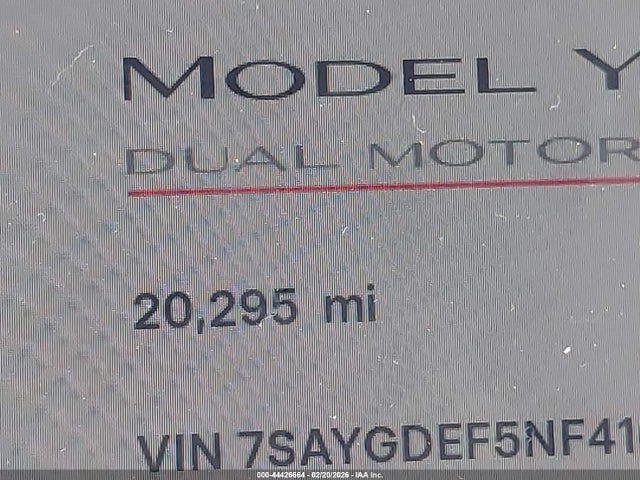 MODEL Y
DUAL MOTOR
20,295 mi
VIN 7SAYGDEF5NF41
000-44426664 - 02/20/2026 - IAA Inc.